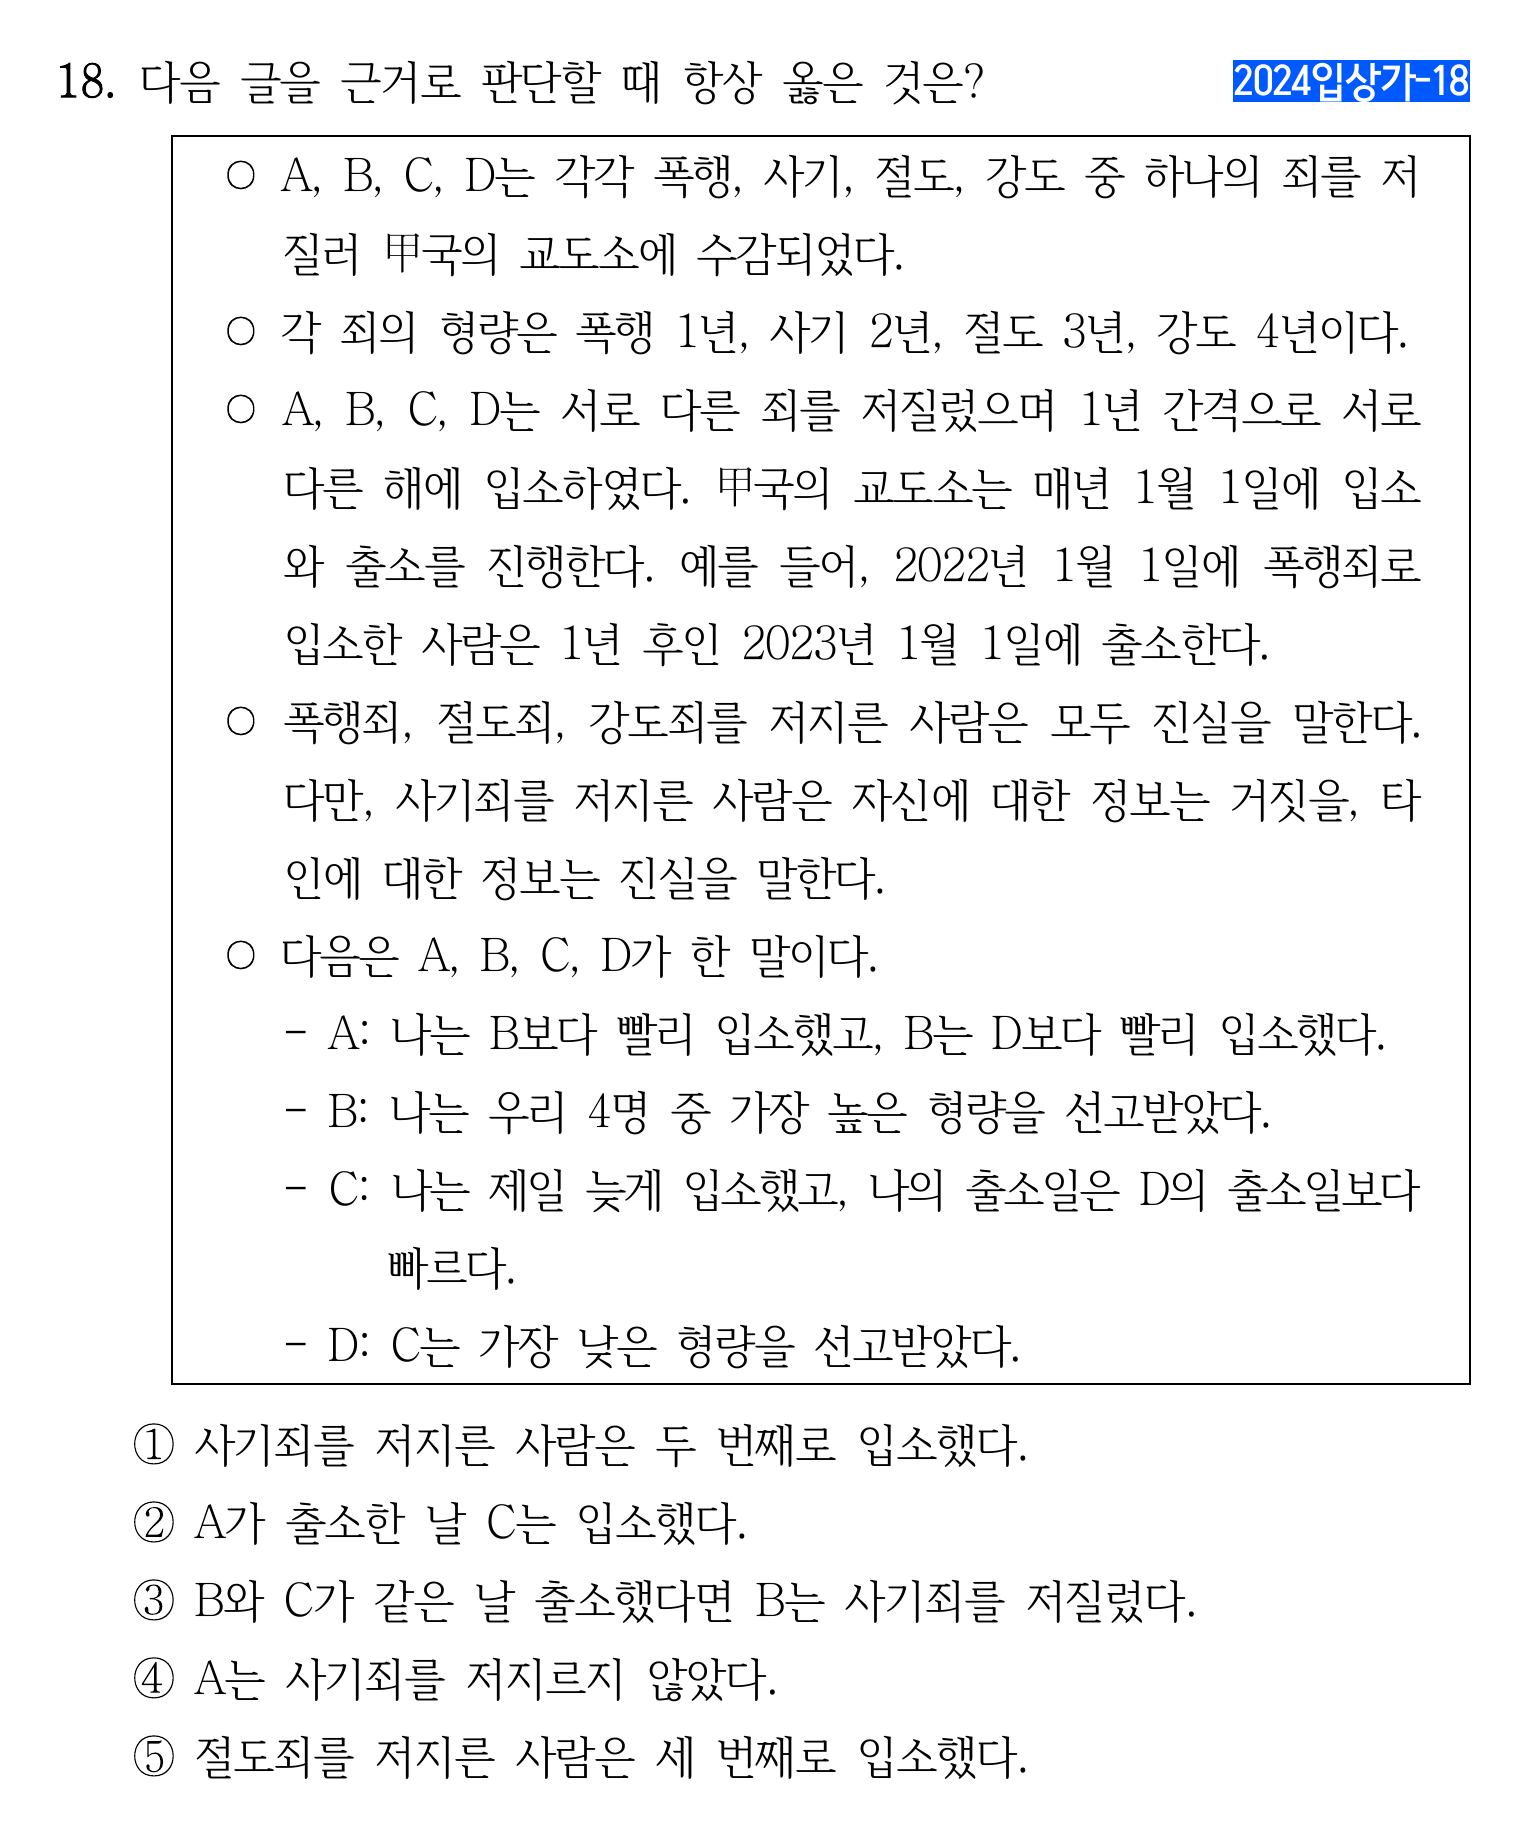 18. 다음 글을 근거로 판단할 때 항상 옳은 것은?
2024입상가-18
○ A, B, C, D는 각각 폭행, 사기, 절도, 강도 중 하나의 죄를 저
질러 甲국의 교도소에 수감되었다.
○ 각 죄의 형량은 폭행 1년, 사기 2년, 절도 3년, 강도 4년이다.
○ A, B, C, D는 서로 다른 죄를 저질렀으며 1년 간격으로 서로
다른 해에 입소하였다. 甲국의 교도소는 매년 1월 1일에 입소
와 출소를 진행한다. 예를 들어, 2022년 1월 1일에 폭행죄로
입소한 사람은 1년 후인 2023년 1월 1일에 출소한다.
○ 폭행죄, 절도죄, 강도죄를 저지른 사람은 모두 진실을 말한다.
다만, 사기죄를 저지른 사람은 자신에 대한 정보는 거짓을, 타
인에 대한 정보는 진실을 말한다.
○ 다음은 A, B, C, D가 한 말이다.
- A: 나는 B보다 빨리 입소했고, B는 D보다 빨리 입소했다.
- B: 나는 우리 4명 중 가장 높은 형량을 선고받았다.
- C: 나는 제일 늦게 입소했고, 나의 출소일은 D의 출소일보다
빠르다.
- D: C는 가장 낮은 형량을 선고받았다.
① 사기죄를 저지른 사람은 두 번째로 입소했다.
② A가 출소한 날 C는 입소했다.
③ B와 C가 같은 날 출소했다면 B는 사기죄를 저질렀다.
④ A는 사기죄를 저지르지 않았다.
⑤ 절도죄를 저지른 사람은 세 번째로 입소했다.